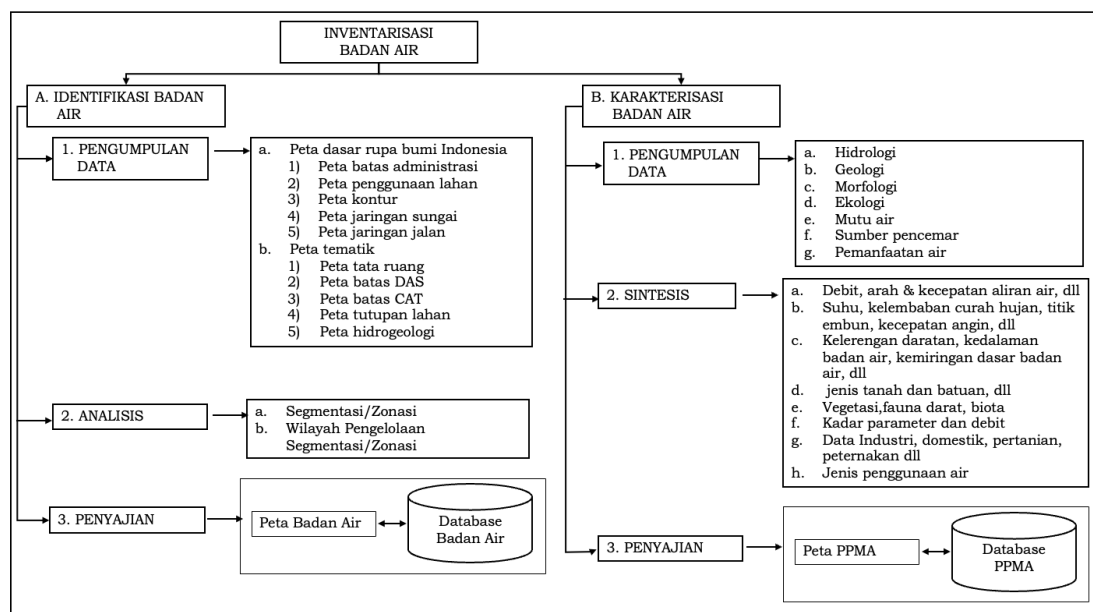 INVENTARISASI
BADAN AIR
A. IDENTIFIKASI BADAN
AIR
1. PENGUMPULAN
DATA
a. Peta dasar rupa bumi Indonesia
1) Peta batas administrasi
2) Peta penggunaan lahan
3) Peta kontur
4) Peta jaringan sungai
5) Peta jaringan jalan
b. Peta tematik
1) Peta tata ruang
2) Peta batas DAS
3) Peta batas CAT
4) Peta tutupan lahan
5) Peta hidrogeologi
2. ANALISIS
a. Segmentasi/Zonasi
b. Wilayah Pengelolaan
Segmentasi/Zonasi
3. PENYAJIAN
Peta Badan Air
Database
Badan Air
B. KARAKTERISASI
BADAN AIR
1. PENGUMPULAN
DATA
a. Hidrologi
b. Geologi
c. Morfologi
d. Ekologi
e. Mutu air
f. Sumber pencemar
g. Pemanfaatan air
2. SINTESIS
a. Debit, arah & kecepatan aliran air, dll
b. Suhu, kelembaban curah hujan, titik
embun, kecepatan angin, dll
c. Kelerengan daratan, kedalaman
badan air, kemiringan dasar badan
air, dll
d. jenis tanah dan batuan, dll
e. Vegetasi,fauna darat, biota
f. Kadar parameter dan debit
g. Data Industri, domestik, pertanian,
peternakan dll
h. Jenis penggunaan air
3. PENYAJIAN
Peta PPMA
Database
PPMA